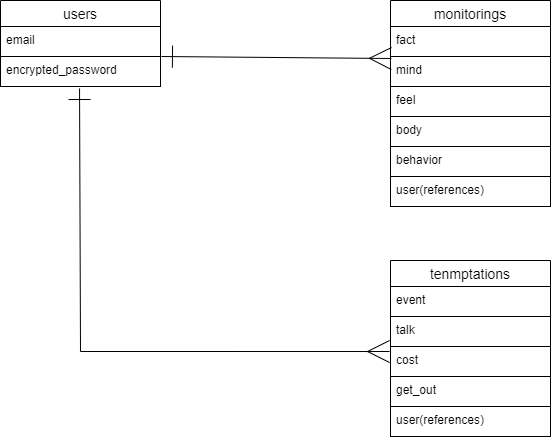 users
email
encrypted_password
monitorings
fact
mind
feel
body
behavior
user(references)
tenmptations
event
talk
cost
get_out
user(references)